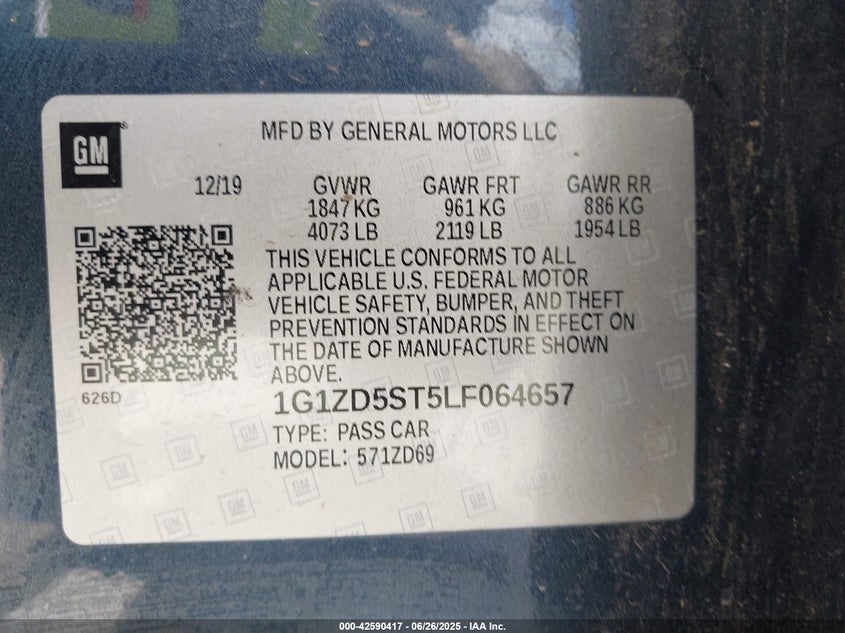 GM
MFD BY GENERAL MOTORS LLC
12/19 GVWR GAWR FRT GAWR RR
1847 KG 961 KG 886 KG
4073 LB 2119 LB 1954 LB
THIS VEHICLE CONFORMS TO ALL
APPLICABLE U.S. FEDERAL MOTOR
VEHICLE SAFETY, BUMPER, AND THEFT
PREVENTION STANDARDS IN EFFECT ON
THE DATE OF MANUFACTURE SHOWN
ABOVE.
626D
1G1ZD5ST5LF064657
TYPE: PASS CAR
MODEL: 571ZD69
000-42590417 - 06/26/2025 - IAA Inc.